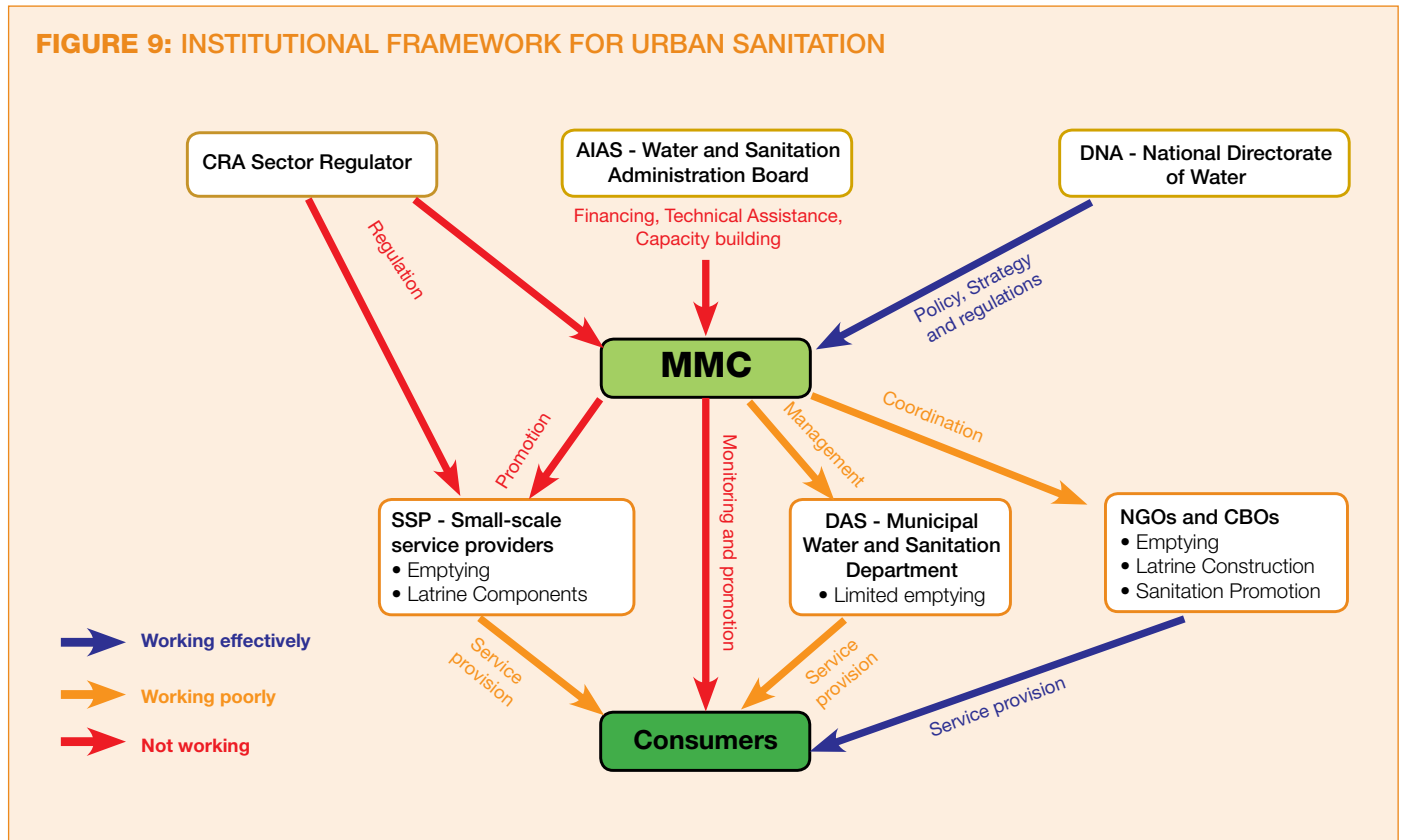 FIGURE 9: INSTITUTIONAL FRAMEWORK FOR URBAN SANITATION
CRA Sector Regulator
AIAS - Water and Sanitation
Administration Board
DNA - National Directorate
of Water
Financing, Technical Assistance,
Capacity building
Regulation
Policy, Strategy
and regulations
MMC
Promotion
Monitoring and promotion
Management
Coordination
SSP - Small-scale
service providers
• Emptying
• Latrine Components
DAS - Municipal
Water and Sanitation
Department
• Limited emptying
NGOs and CBOs
• Emptying
• Latrine Construction
• Sanitation Promotion
Working effectively
Working poorly
Not working
Service
provision
Service
provision
Service provision
Consumers